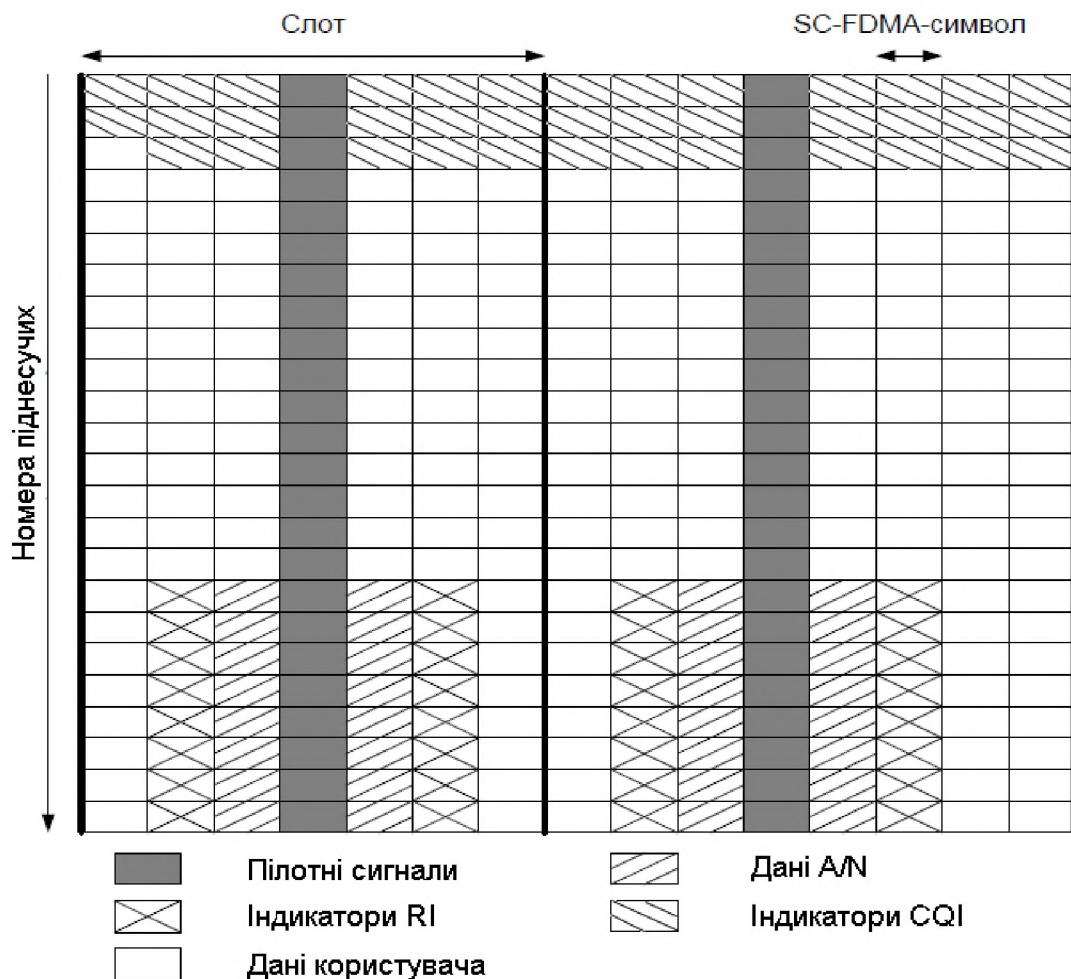 Слот
SC-FDMA-символ
Номера піднесучих
Пілотні сигнали
Дані A/N
Індикатори RI
Індикатори CQI
Дані користувача